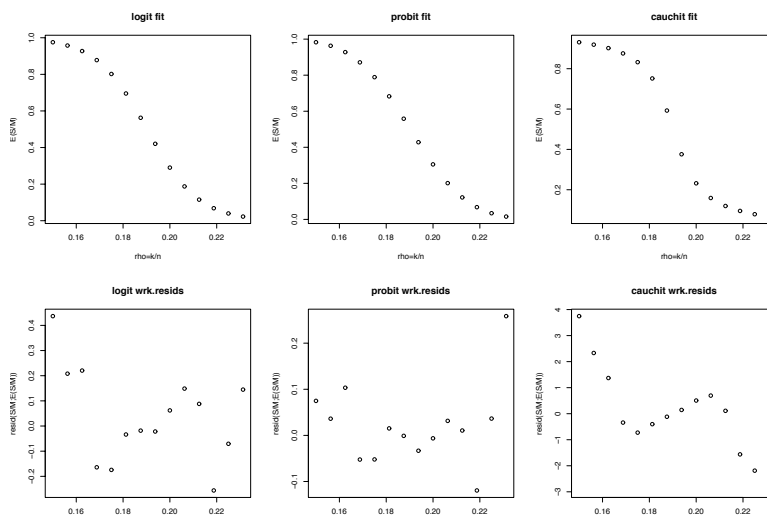 logit fit
E(S/M)
0.0 0.2 0.4 0.6 0.8 1.0
0.16 0.18 0.20 0.22
rho=k/n
probit fit
E(S/M)
0.0 0.2 0.4 0.6 0.8 1.0
0.16 0.18 0.20 0.22
rho=k/n
cauchit fit
E(S/M)
0.2 0.4 0.6 0.8
0.16 0.18 0.20 0.22
rho=k/n
logit wrk.resids
resid(S/M;E(S/M))
-0.2 -0.1 0.0 0.1 0.2 0.3 0.4
0.16 0.18 0.20 0.22
probit wrk.resids
resid(S/M;E(S/M))
-0.1 0.0 0.1 0.2
0.16 0.18 0.20 0.22
cauchit wrk.resids
resid(S/M;E(S/M))
-3 -2 -1 0 1 2 3 4
0.16 0.18 0.20 0.22